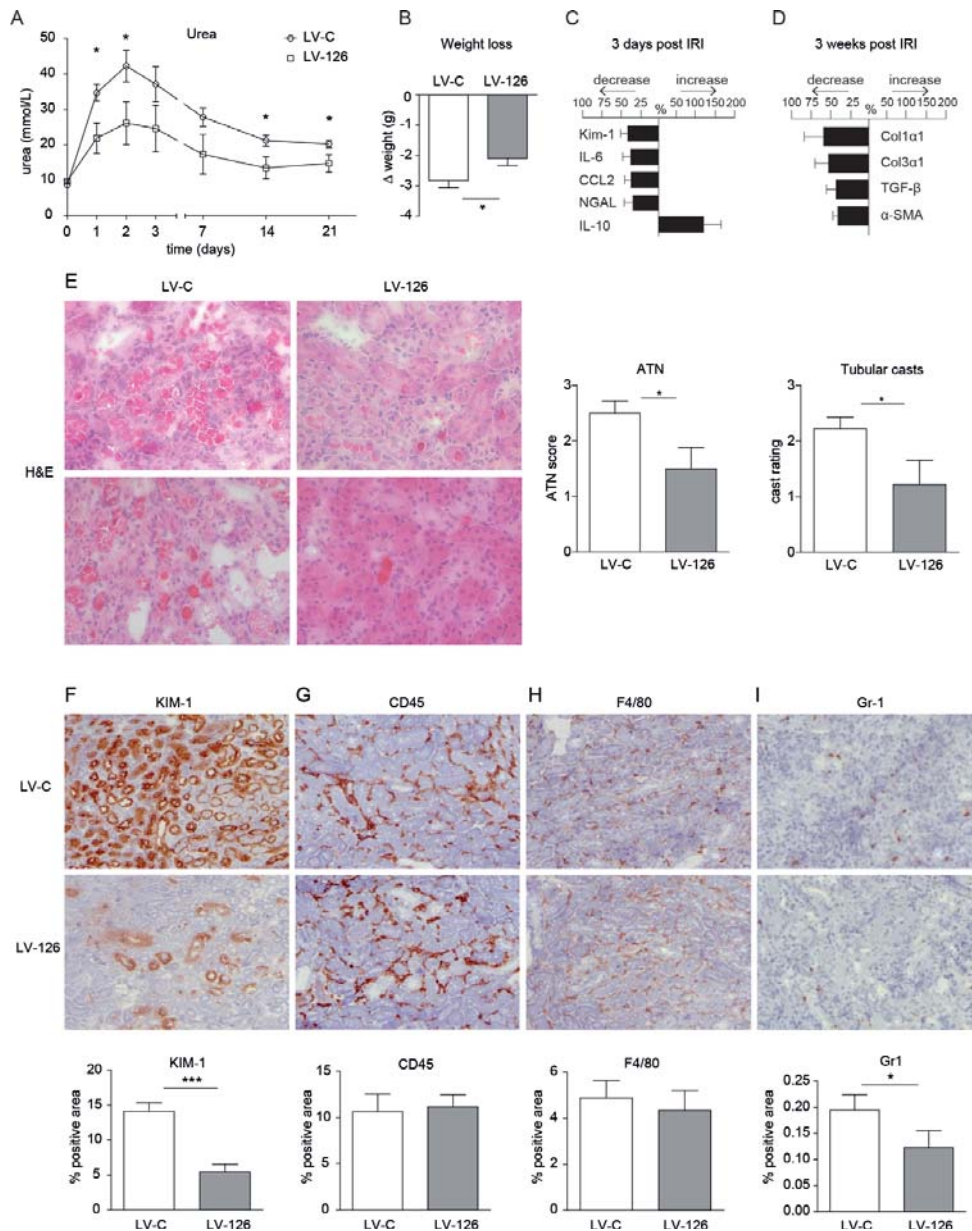 A
Urea
LV-C
LV-126
50
40
30
20
10
0
urea (mmol/L)
* * * *
0 1 2 3 7 14 21
time (days)
B
Weight loss
LV-C LV-126
0
-1
-2
-3
-4
Δ weight (g)
*
C
3 days post IRI
decrease increase
100 75 50 25 % 50 100 150 200
Kim-1
IL-6
CCL2
NGAL
IL-10
D
3 weeks post IRI
decrease increase
100 75 50 25 % 50 100 150 200
Col1α1
Col3α1
TGF-β
α-SMA
E
LV-C LV-126
H&E
ATN
3
2
1
0
ATN score
*
LV-C LV-126
Tubular casts
3
2
1
0
cast rating
*
LV-C LV-126
F KIM-1
G CD45
H F4/80
I Gr-1
LV-C
LV-126
KIM-1
20
15
10
5
0
% positive area
***
LV-C LV-126
CD45
15
10
5
0
% positive area
LV-C LV-126
F4/80
6
4
2
0
% positive area
LV-C LV-126
Gr1
0.25
0.20
0.15
0.10
0.05
0.00
% positive area
*
LV-C LV-126